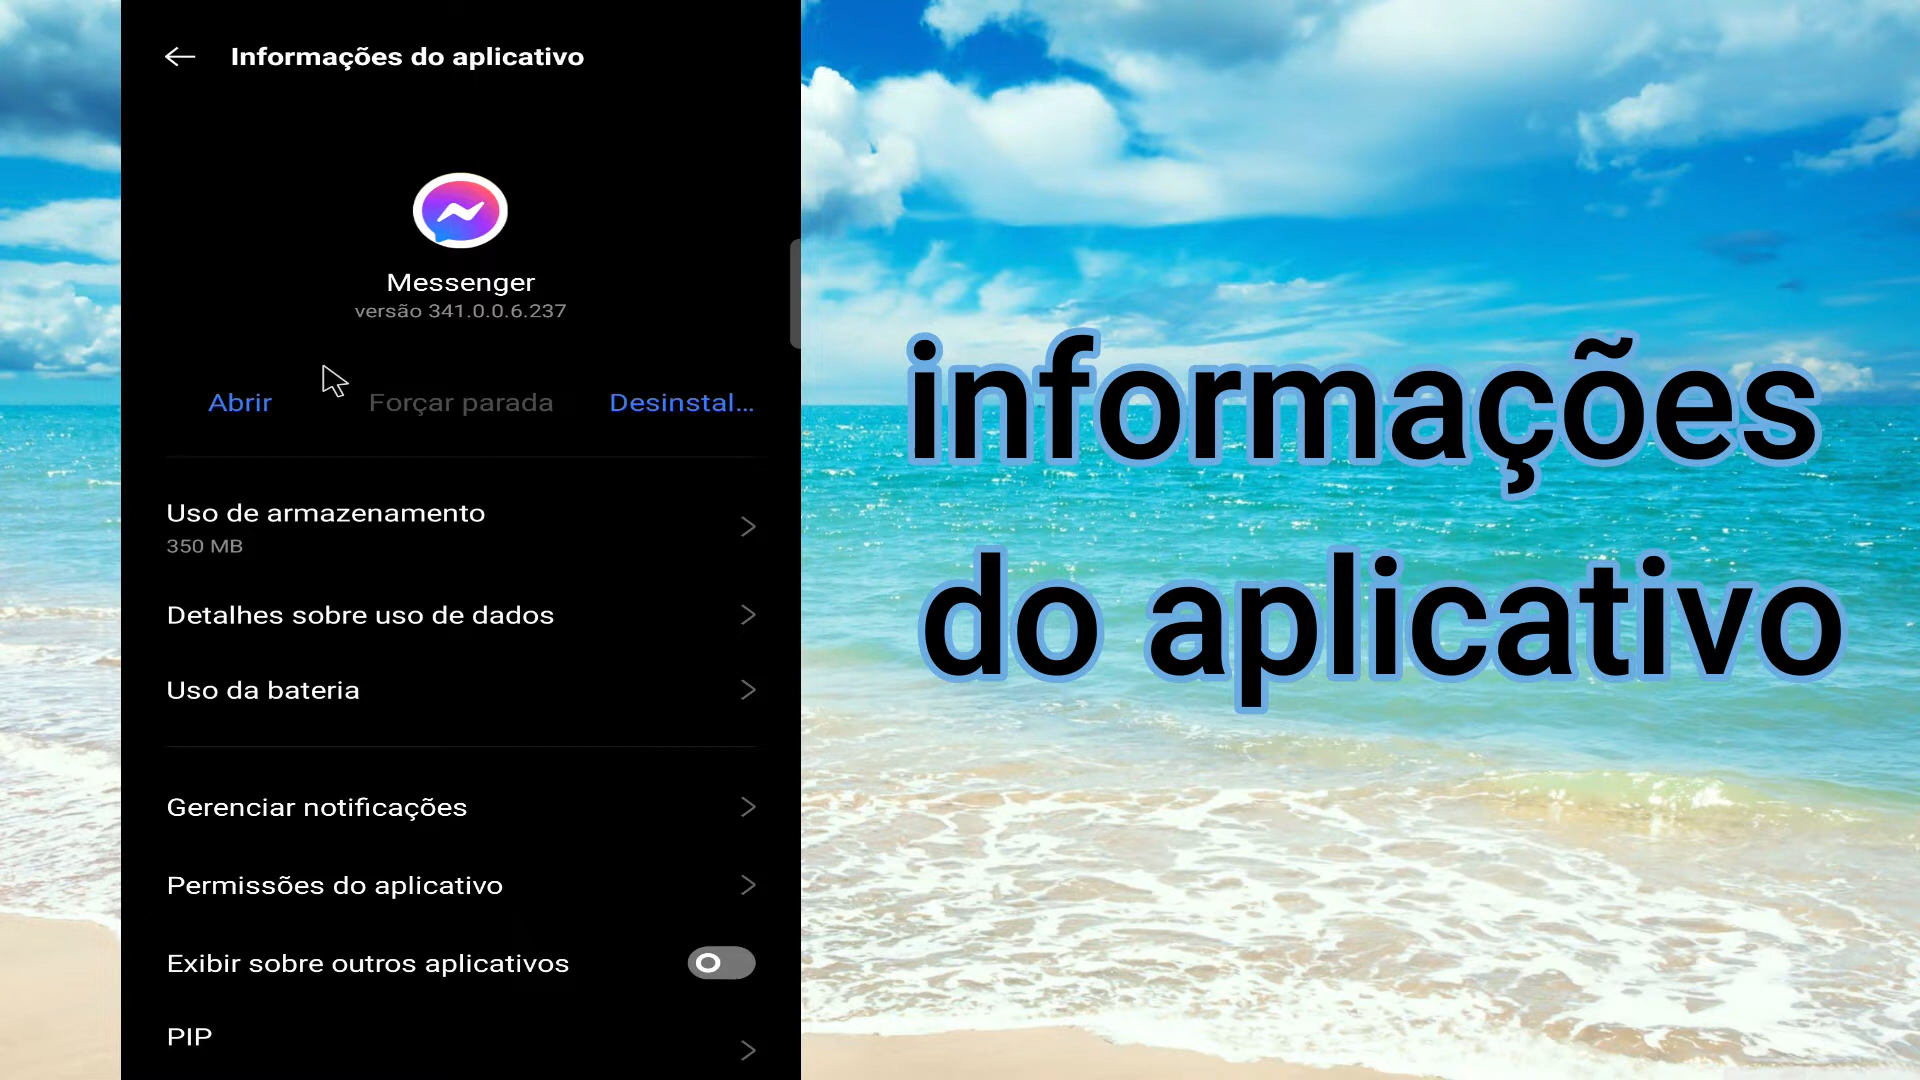 Informações do aplicativo
Messenger
versão 341.0.0.6.237
Abrir
Forçar parada
Desinstal...
Uso de armazenamento
350 MB
Detalhes sobre uso de dados
Uso da bateria
Gerenciar notificações
Permissões do aplicativo
Exibir sobre outros aplicativos
PIP
informações
do aplicativo